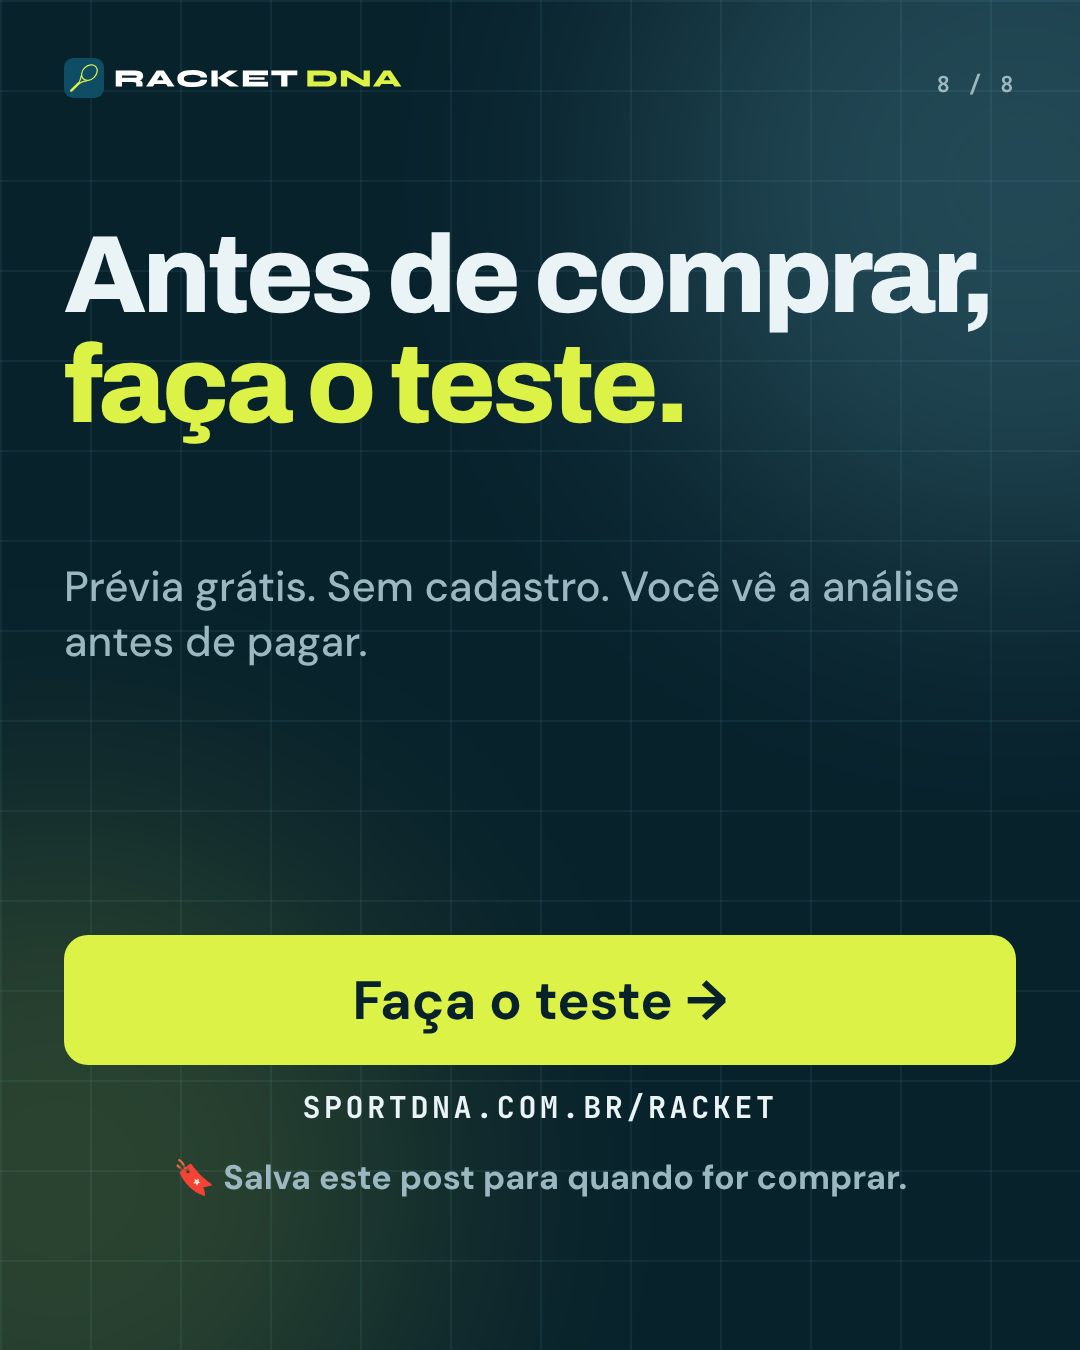 RACKET DNA
8 / 8
Antes de comprar,
faça o teste.
Prévia grátis. Sem cadastro. Você vê a análise
antes de pagar.
Faça o teste →
SPORTDNA.COM.BR/RACKET
🔖 Salva este post para quando for comprar.